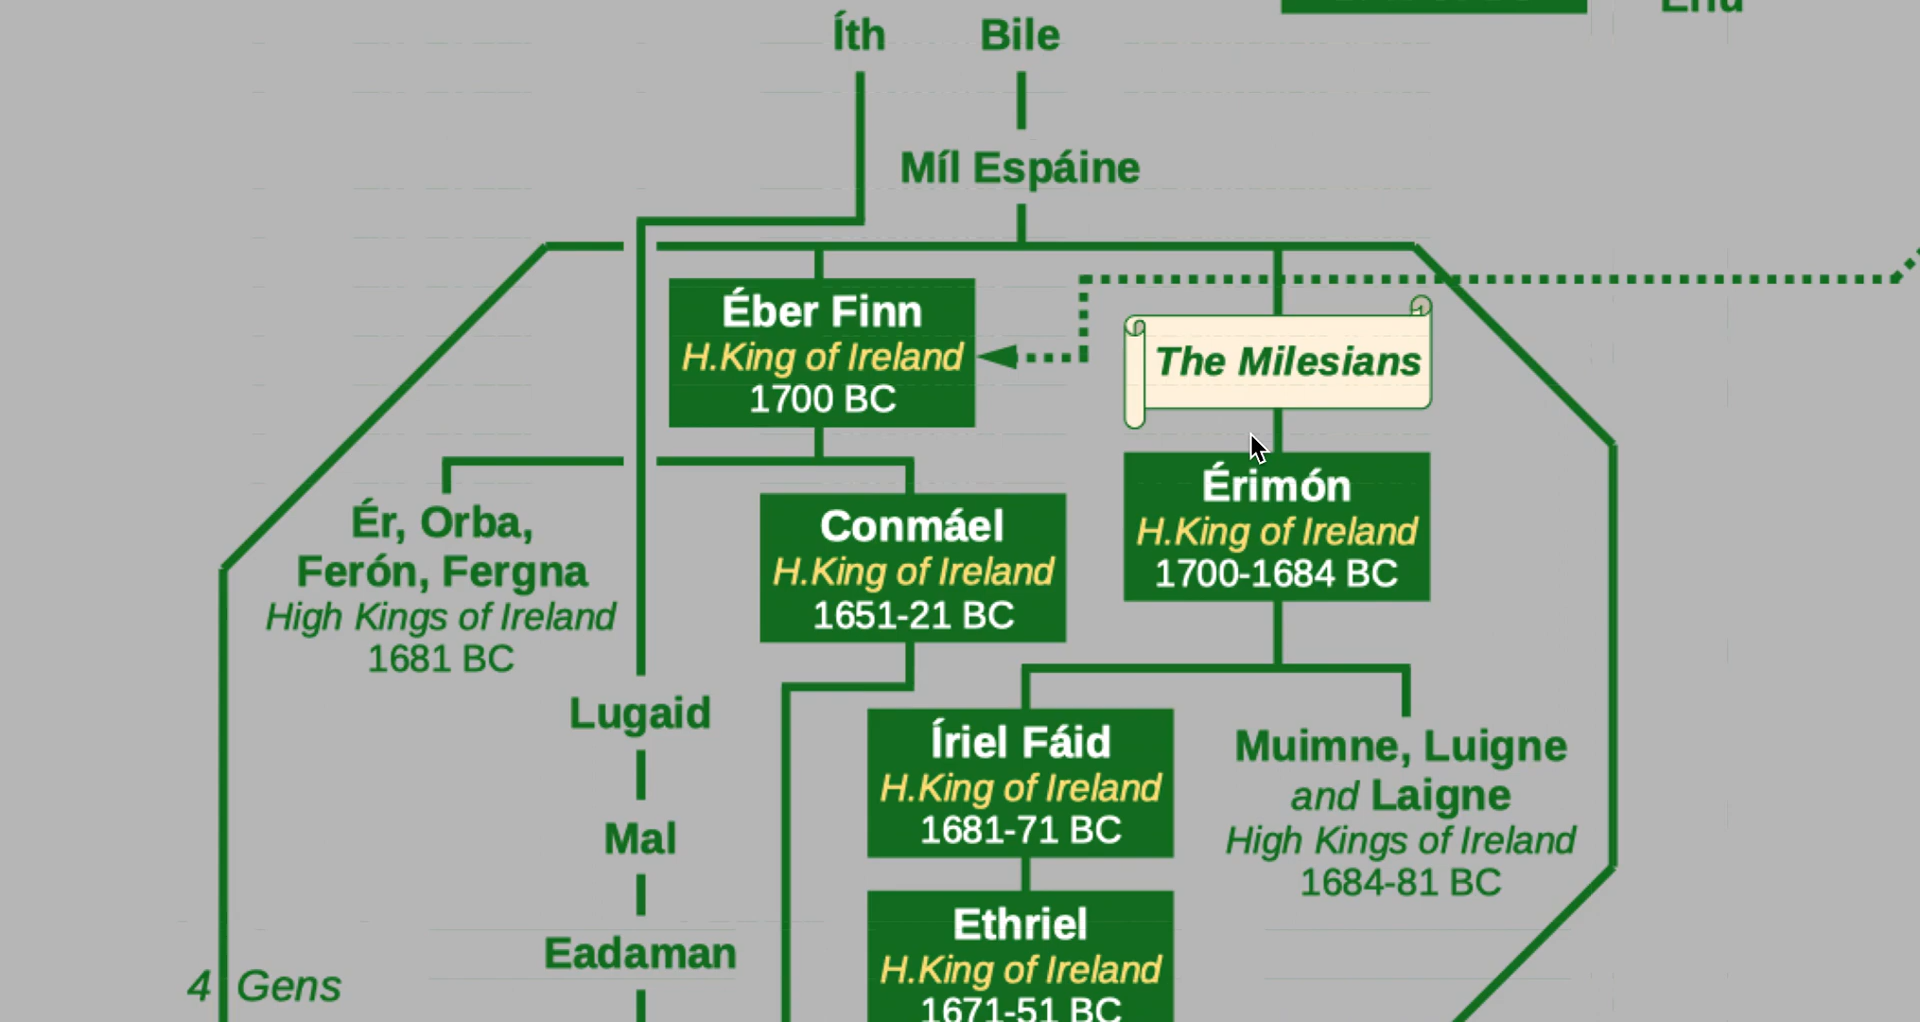 Íth
Bile
Míl Espáine
Éber Finn
H.King of Ireland
1700 BC
The Milesians
Érimón
H.King of Ireland
1700-1684 BC
Ér, Orba,
Ferón, Fergna
High Kings of Ireland
1681 BC
Conmáel
H.King of Ireland
1651-21 BC
Lugaid
Íriel Fáid
H.King of Ireland
1681-71 BC
Muimne, Luigne
and Laigne
High Kings of Ireland
1684-81 BC
Mal
Eadaman
Ethriel
H.King of Ireland
1671-51 BC
4 Gens